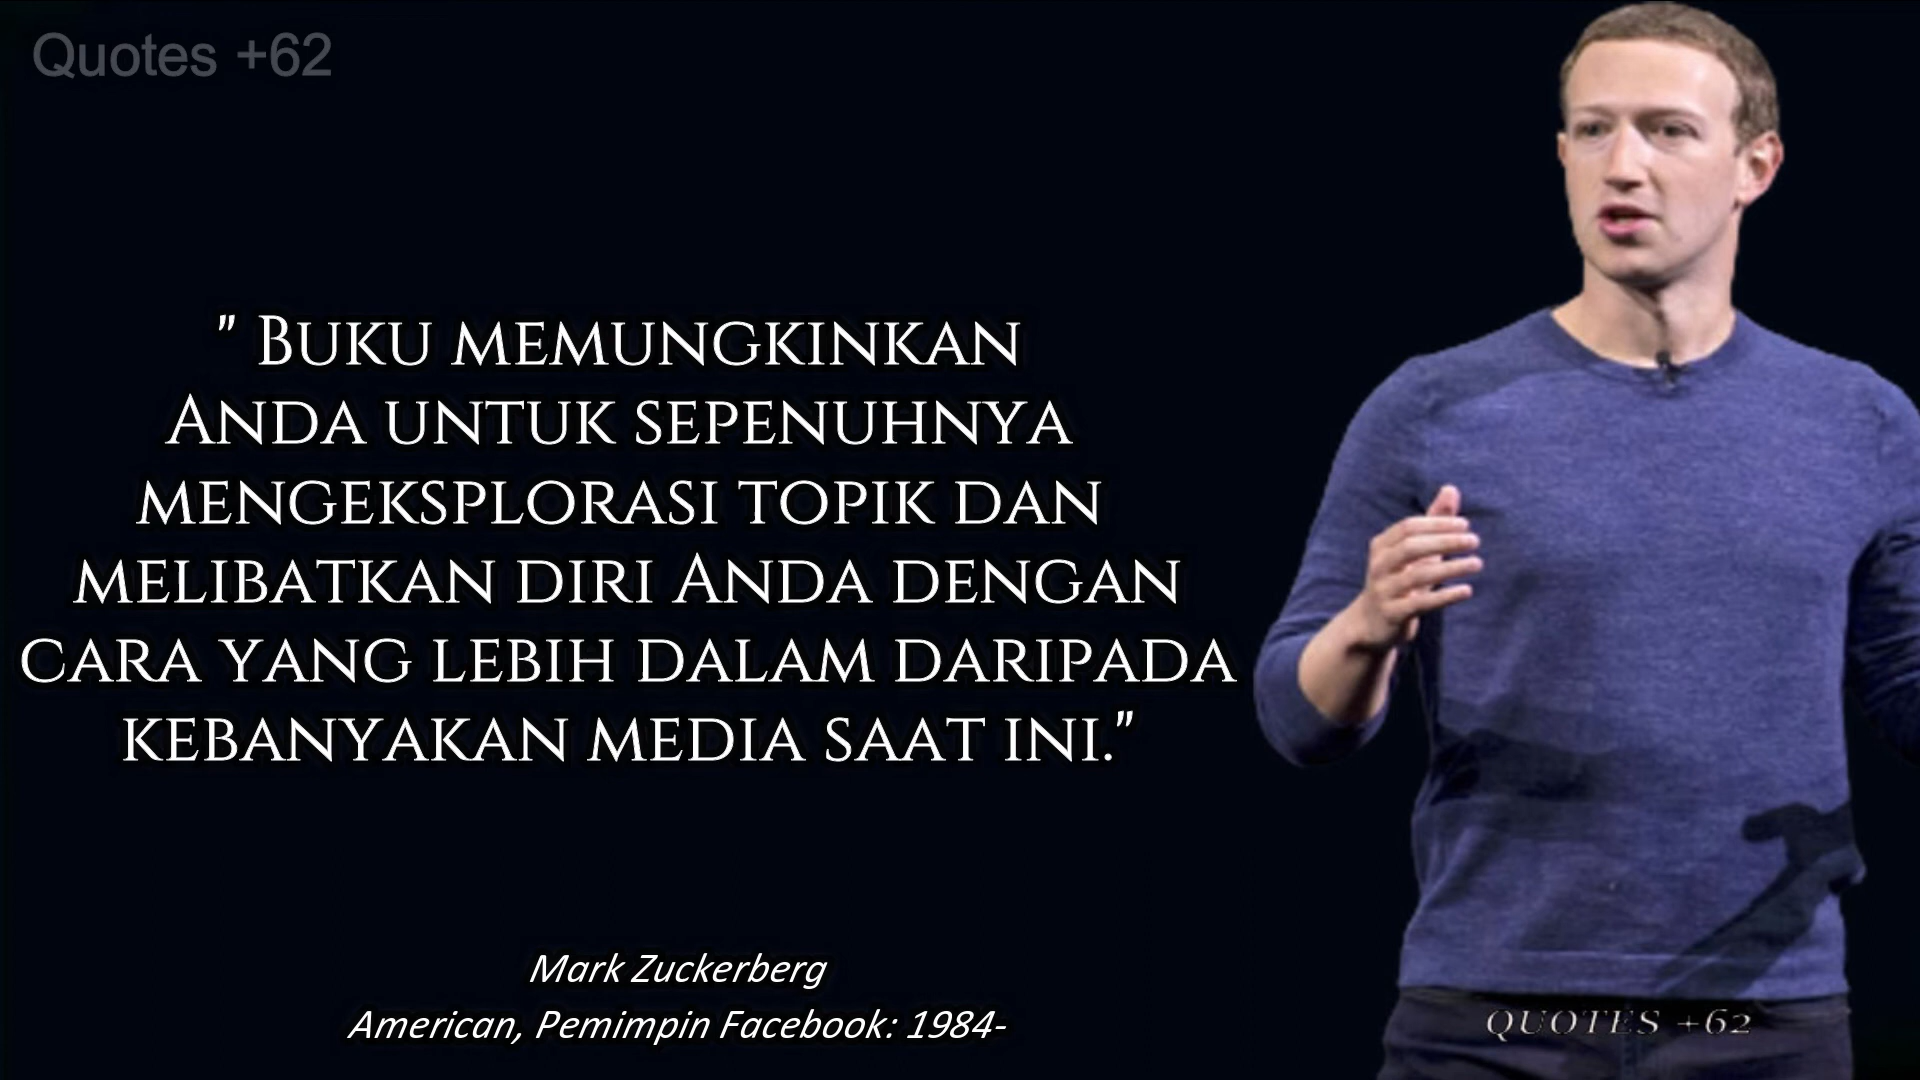 Quotes +62
" Buku memungkinkan
Anda untuk sepenuhnya
mengeksplorasi topik dan
melibatkan diri Anda dengan
cara yang lebih dalam daripada
kebanyakan media saat ini."
Mark Zuckerberg
American, Pemimpin Facebook: 1984-
QUOTES +62